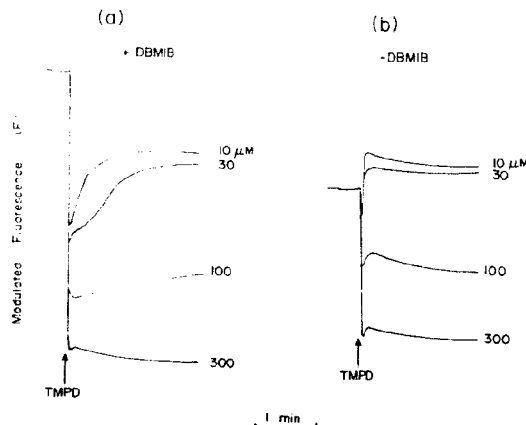 (a)
+ DBMIB
Modulated Fluorescence (F)
10 μM
30
100
300
TMPD
(b)
- DBMIB
10 μM
30
100
300
TMPD
1 min